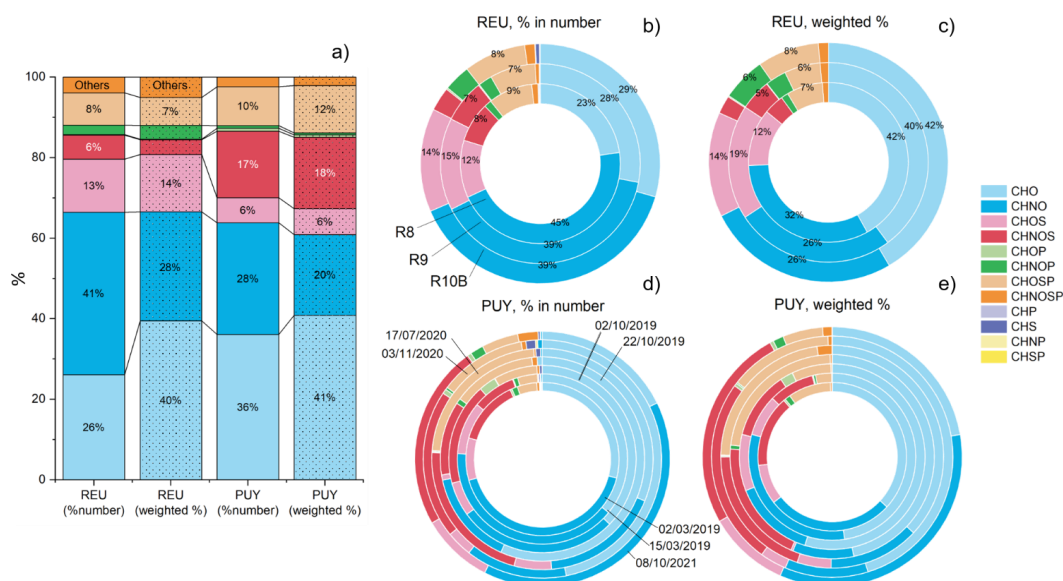 a)
100
80
60
40
20
0
%
Others
8%
6%
13%
41%
26%
Others
7%
14%
28%
40%
10%
17%
6%
28%
36%
12%
18%
6%
20%
41%
REU
(%number)
REU
(weighted %)
PUY
(%number)
PUY
(weighted %)
REU, % in number
b)
8%
7%
9%
7%
8%
14%
15%
12%
23%
28%
29%
45%
39%
39%
R8
R9
R10B
REU, weighted %
c)
8%
6%
7%
6%
5%
14%
19%
12%
42%
40%
42%
32%
26%
26%
PUY, % in number
d)
17/07/2020
03/11/2020
02/10/2019
22/10/2019
02/03/2019
15/03/2019
08/10/2021
PUY, weighted %
e)
CHO
CHNO
CHOS
CHNOS
CHOP
CHNOP
CHOSP
CHNOSP
CHP
CHS
CHNP
CHSP